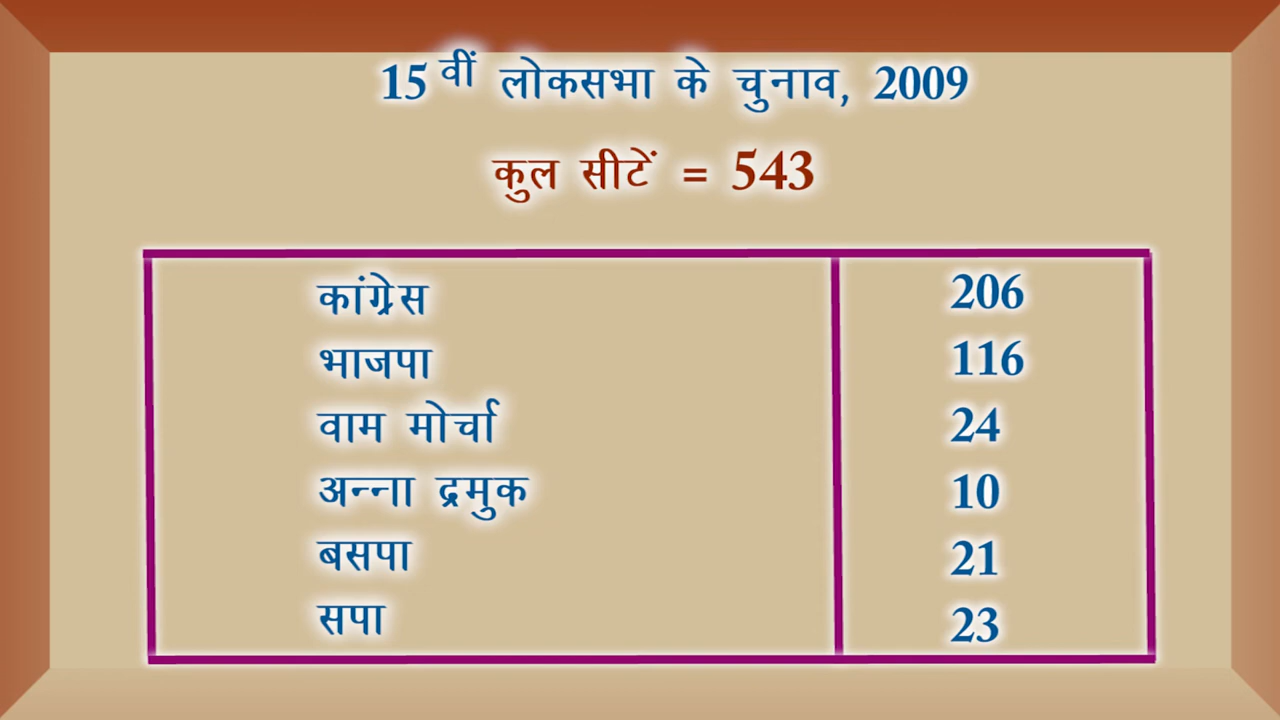 15वीं लोकसभा के चुनाव, 2009
कुल सीटें = 543
कांग्रेस 206
भाजपा 116
वाम मोर्चा 24
अन्ना द्रमुक 10
बसपा 21
सपा 23